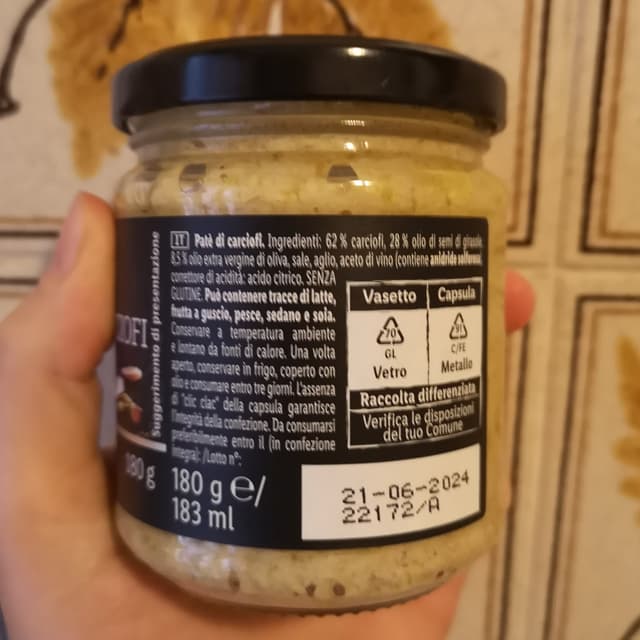 Suggerimento di presentazione
IT Patè di carciofi. Ingredienti: 62 % carciofi, 28 % olio di semi di girasole,
8,5 % olio extra vergine di oliva, sale, aglio, aceto di vino (contiene anidride solforosa),
correttore di acidità: acido citrico. SENZA
GLUTINE. Può contenere tracce di latte,
frutta a guscio, pesce, sedano e soia.
Conservare a temperatura ambiente
e lontano da fonti di calore. Una volta
aperto, conservare in frigo, coperto con
olio e consumare entro tre giorni. L'assenza
di "clic clac" della capsula garantisce
l'integrità della confezione. Da consumarsi
preferibilmente entro il (in confezione
integra): /Lotto n°:
180 g ℮/
183 ml
Vasetto
Capsula
70
GL
Vetro
C/FE
Metallo
Raccolta differenziata
Verifica le disposizioni
del tuo Comune
21-06-2024
22172/A
IOFI
180 g